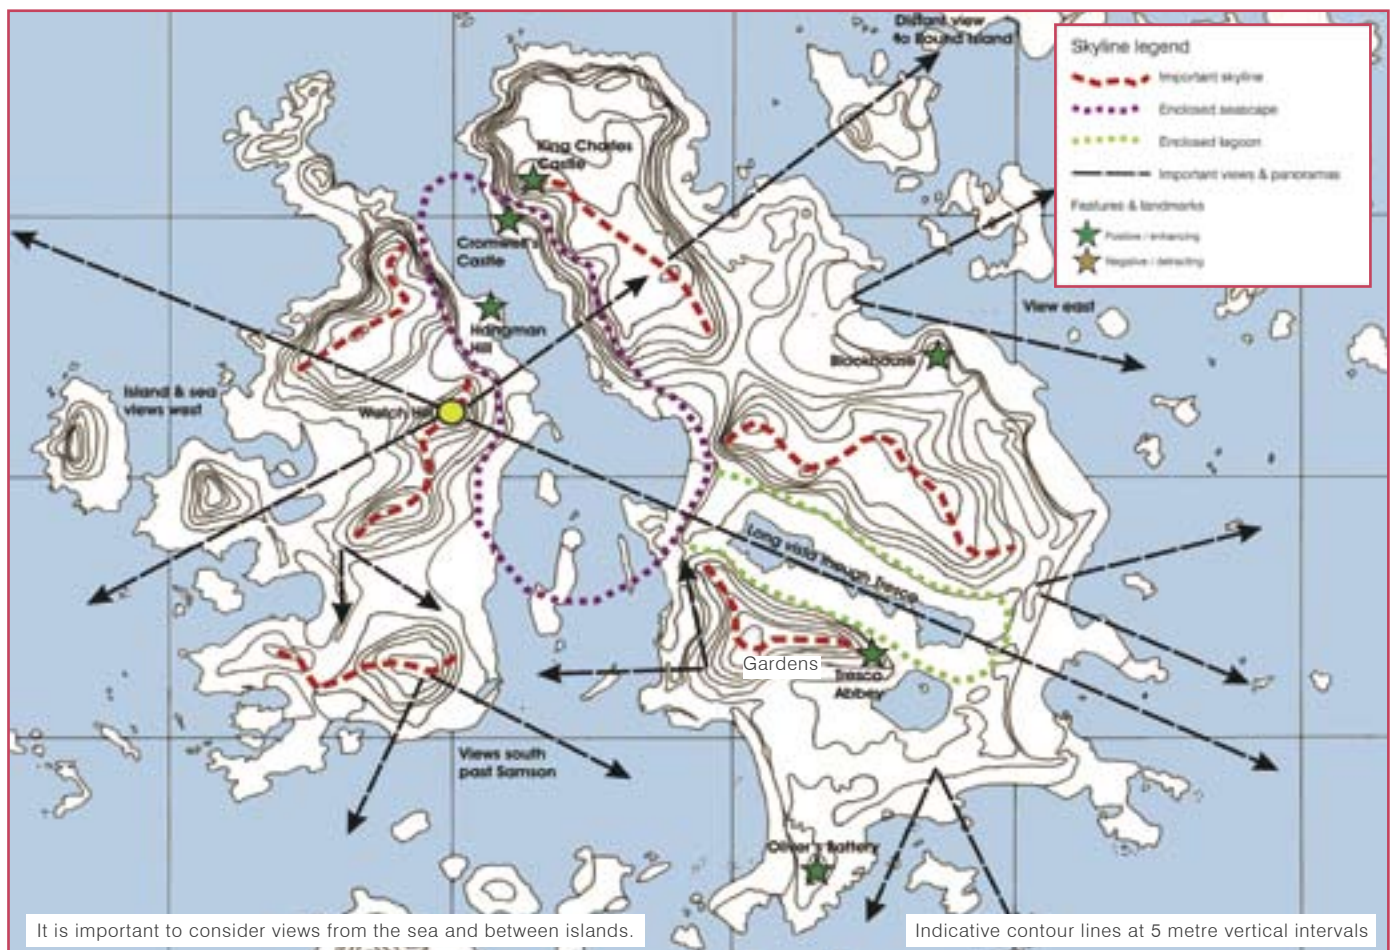 Distant view
to Round Island
Skyline legend
Important skyline
Enclosed seascape
Enclosed lagoon
Important views & panoramas
Features & landmarks
Positive / enhancing
Negative / detracting
King Charles
Castle
Cromwell's
Castle
Hangman
Hill
View east
Blockhouse
Island & sea
views west
Watch Hill
Long vista though Tresco
Gardens
Tresco
Abbey
Views south
past Samson
Oliver's Battery
It is important to consider views from the sea and between islands.
Indicative contour lines at 5 metre vertical intervals